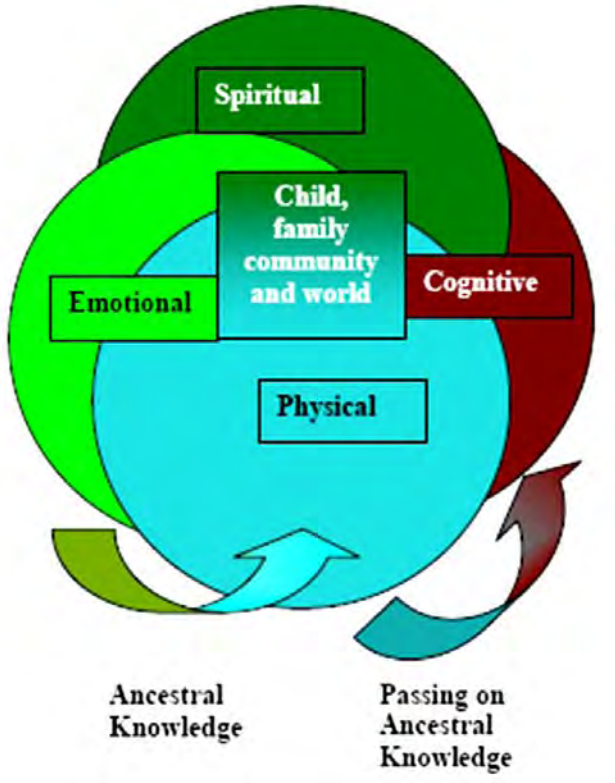 Spiritual
Child,
family
community
and world
Emotional
Cognitive
Physical
Ancestral
Knowledge
Passing on
Ancestral
Knowledge